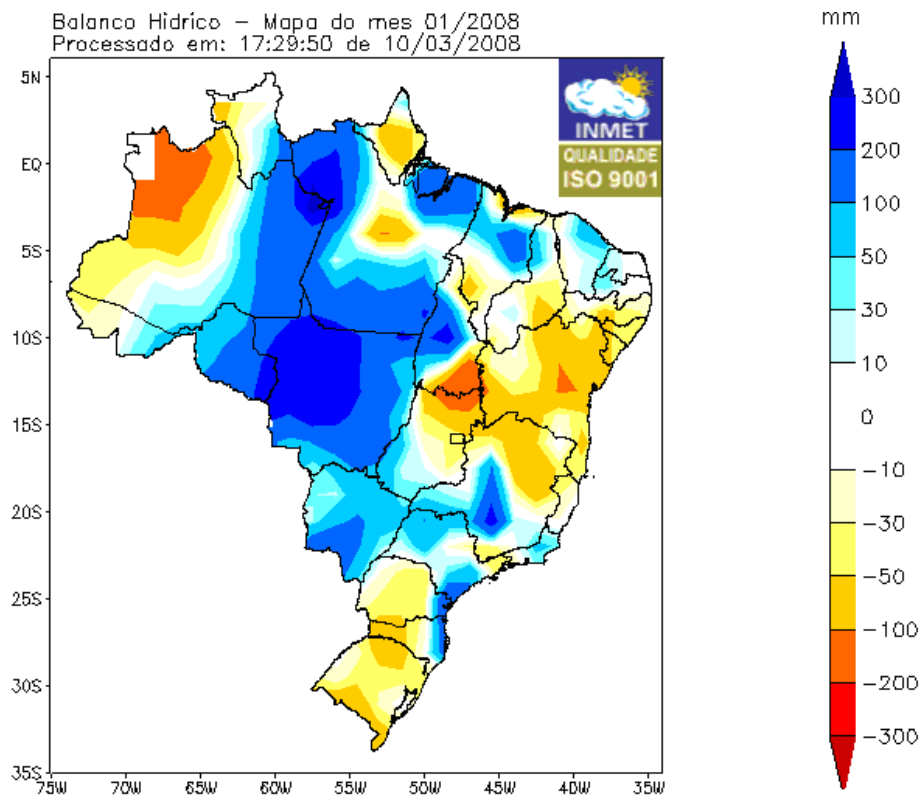 Balanco Hidrico - Mapa do mes 01/2008
Processado em: 17:29:50 de 10/03/2008
mm
INMET
QUALIDADE
ISO 9001
5N
EQ
5S
10S
15S
20S
25S
30S
35S
75W 70W 65W 60W 55W 50W 45W 40W 35W
300
200
100
50
30
10
0
-10
-30
-50
-100
-200
-300